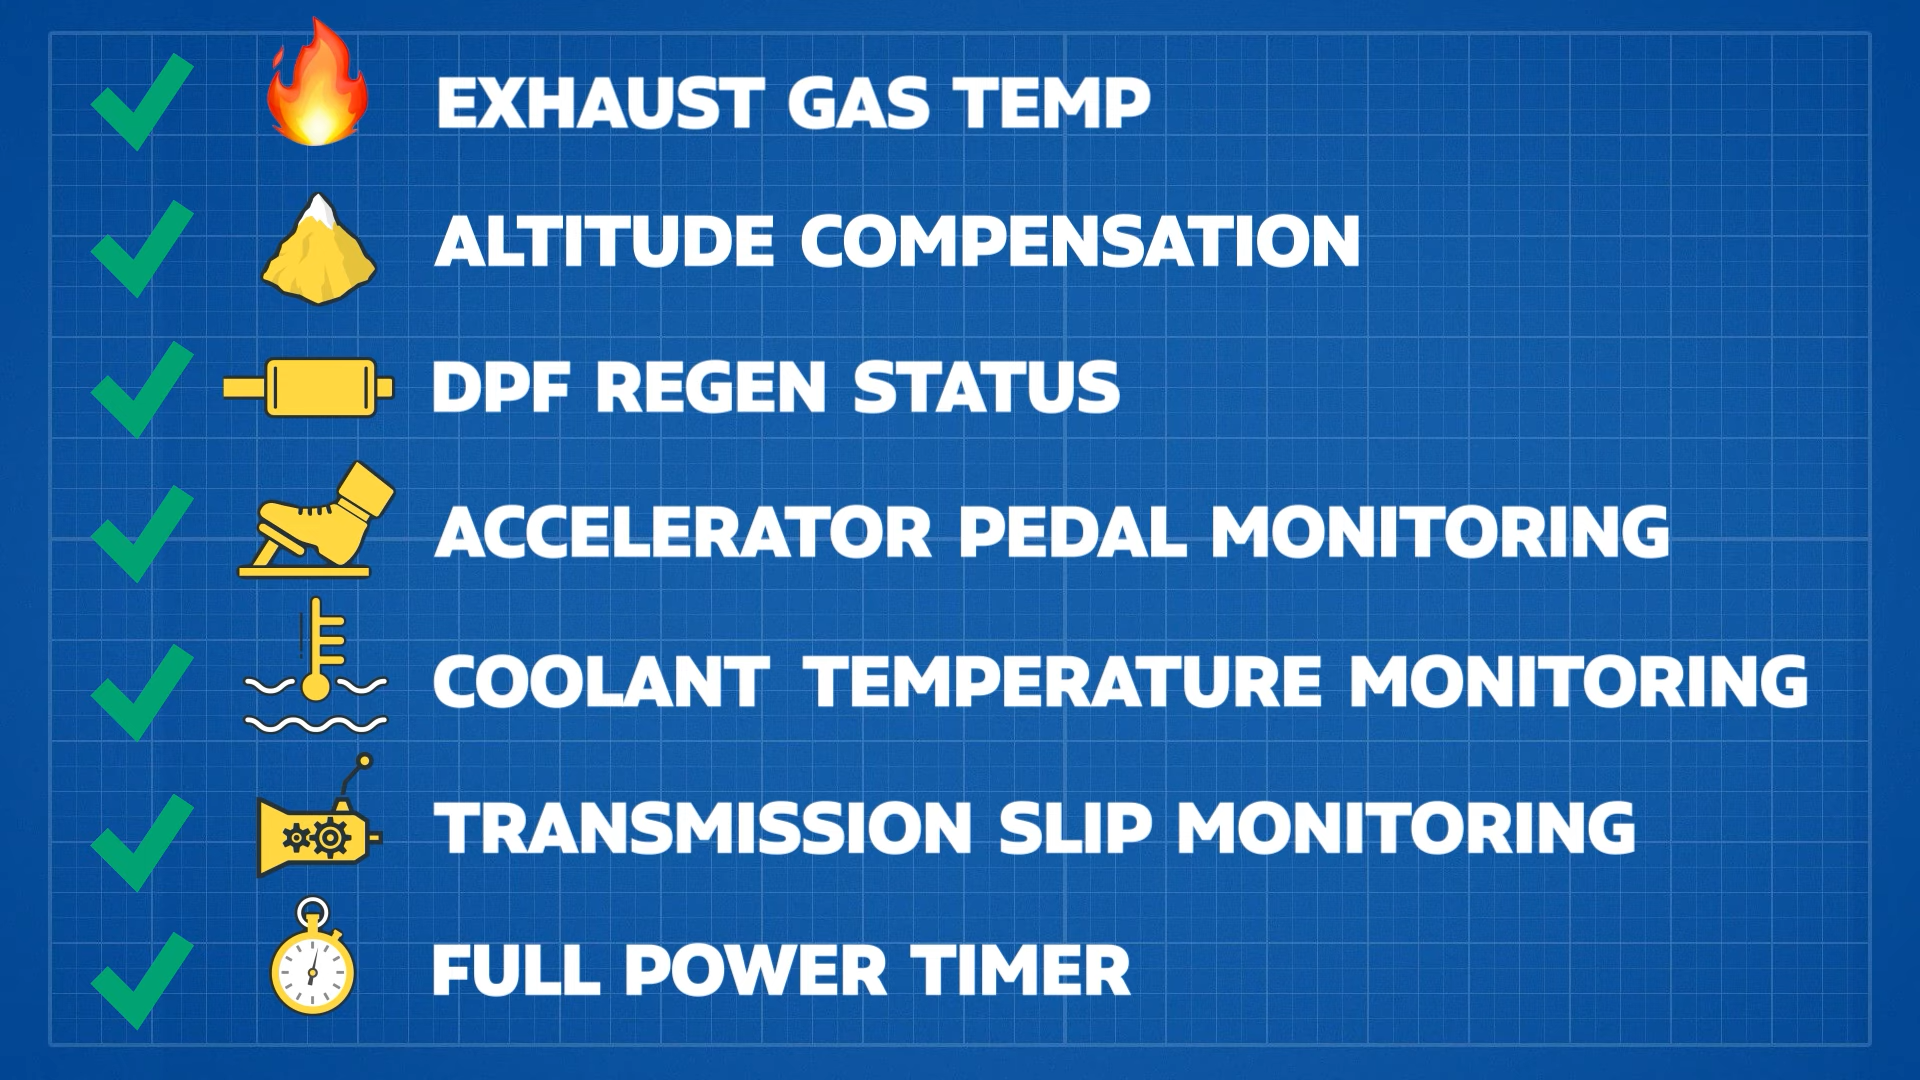 EXHAUST GAS TEMP
ALTITUDE COMPENSATION
DPF REGEN STATUS
ACCELERATOR PEDAL MONITORING
COOLANT TEMPERATURE MONITORING
TRANSMISSION SLIP MONITORING
FULL POWER TIMER